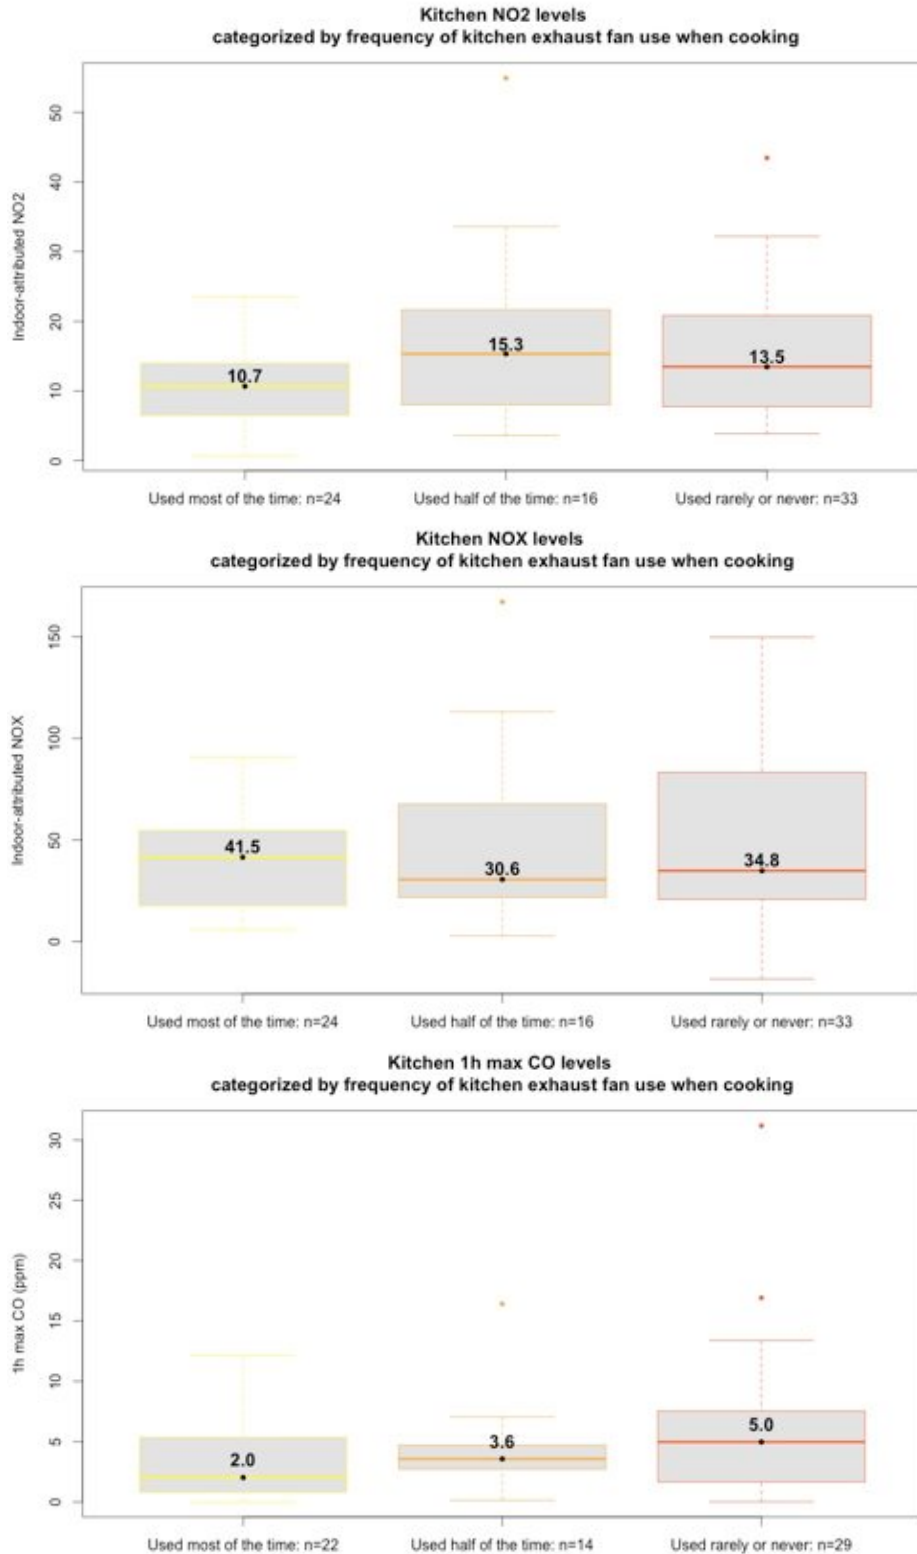 Kitchen NO2 levels
categorized by frequency of kitchen exhaust fan use when cooking
Indoor-attributed NO2
50
40
30
20
10
0
10.7
15.3
13.5
Used most of the time: n=24
Used half of the time: n=16
Used rarely or never: n=33
Kitchen NOX levels
categorized by frequency of kitchen exhaust fan use when cooking
Indoor-attributed NOX
150
100
50
0
41.5
30.6
34.8
Used most of the time: n=24
Used half of the time: n=16
Used rarely or never: n=33
Kitchen 1h max CO levels
categorized by frequency of kitchen exhaust fan use when cooking
1h max CO (ppm)
30
25
20
15
10
5
0
2.0
3.6
5.0
Used most of the time: n=22
Used half of the time: n=14
Used rarely or never: n=29